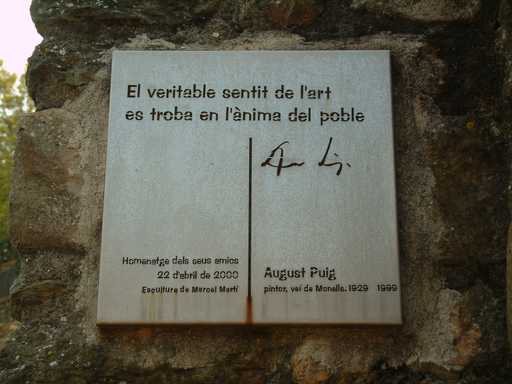 El veritable sentit de l'art
es troba en l'ànima del poble
Homenatge dels seus amics
22 d'abril de 2000
Escultura de Marcel Martí
August Puig
pintor, veí de Monells. 1929 1999